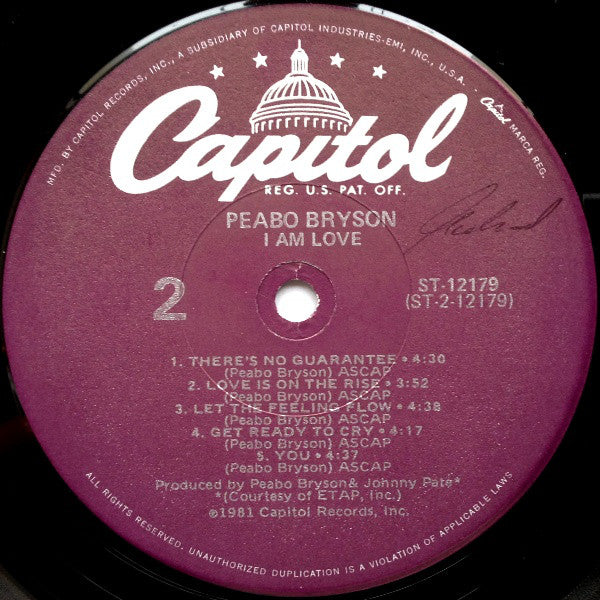 MFD. BY CAPITOL RECORDS, INC., A SUBSIDIARY OF CAPITOL INDUSTRIES-EMI, INC., U.S.A. • Capitol MARCA REG.
Capitol
REG. U.S. PAT. OFF.
PEABO BRYSON
I AM LOVE
2
ST-12179
(ST-2-12179)
1. THERE'S NO GUARANTEE • 4:30
(Peabo Bryson) ASCAP
2. LOVE IS ON THE RISE • 3:52
(Peabo Bryson) ASCAP
3. LET THE FEELING FLOW • 4:38
(Peabo Bryson) ASCAP
4. GET READY TO CRY • 4:17
(Peabo Bryson) ASCAP
5. YOU • 4:37
(Peabo Bryson) ASCAP
Produced by Peabo Bryson & Johnny Pate*
*(Courtesy of ETAP, Inc.)
℗1981 Capitol Records, Inc.
ALL RIGHTS RESERVED. UNAUTHORIZED DUPLICATION IS A VIOLATION OF APPLICABLE LAWS